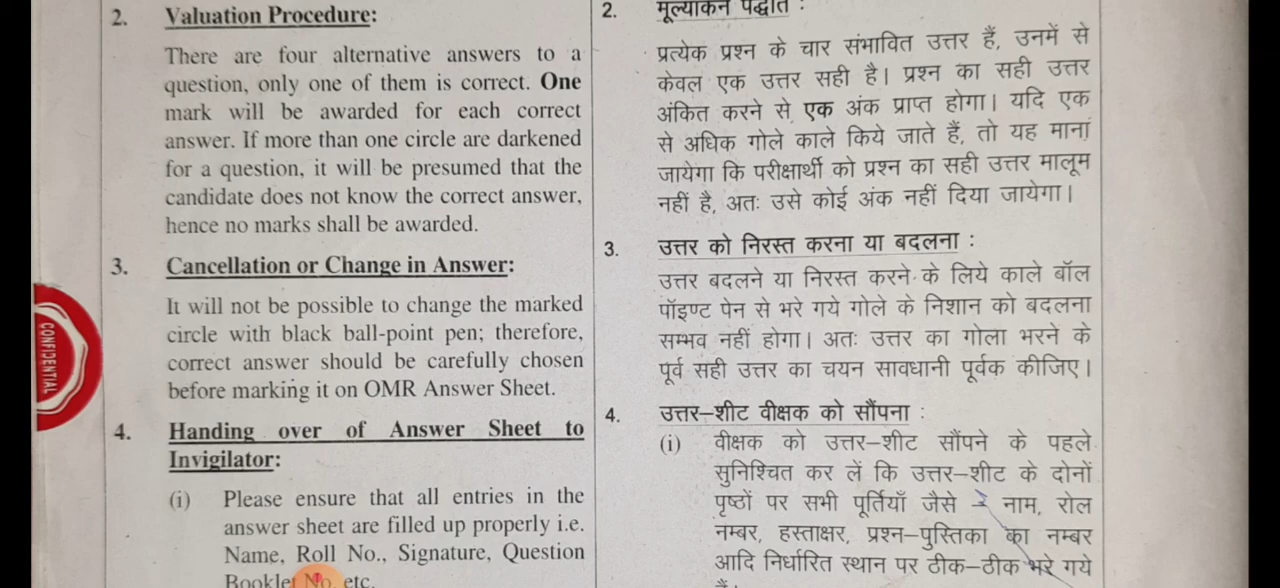 2. Valuation Procedure:
There are four alternative answers to a
question, only one of them is correct. One
mark will be awarded for each correct
answer. If more than one circle are darkened
for a question, it will be presumed that the
candidate does not know the correct answer,
hence no marks shall be awarded.
3. Cancellation or Change in Answer:
It will not be possible to change the marked
circle with black ball-point pen; therefore,
correct answer should be carefully chosen
before marking it on OMR Answer Sheet.
4. Handing over of Answer Sheet to
Invigilator:
(i) Please ensure that all entries in the
answer sheet are filled up properly i.e.
Name, Roll No., Signature, Question
Booklet No. etc.
2. मूल्यांकन पद्धति :
प्रत्येक प्रश्न के चार संभावित उत्तर हैं, उनमें से
केवल एक उत्तर सही है। प्रश्न का सही उत्तर
अंकित करने से एक अंक प्राप्त होगा। यदि एक
से अधिक गोले काले किये जाते हैं, तो यह माना
जायेगा कि परीक्षार्थी को प्रश्न का सही उत्तर मालूम
नहीं है, अतः उसे कोई अंक नहीं दिया जायेगा।
3. उत्तर को निरस्त करना या बदलना :
उत्तर बदलने या निरस्त करने के लिये काले बॉल
पॉइण्ट पेन से भरे गये गोले के निशान को बदलना
सम्भव नहीं होगा। अतः उत्तर का गोला भरने के
पूर्व सही उत्तर का चयन सावधानी पूर्वक कीजिए।
4. उत्तर–शीट वीक्षक को सौंपना :
(i) वीक्षक को उत्तर–शीट सौंपने के पहले
सुनिश्चित कर लें कि उत्तर–शीट के दोनों
पृष्ठों पर सभी पूर्तियाँ जैसे – नाम, रोल
नम्बर, हस्ताक्षर, प्रश्न–पुस्तिका का नम्बर
आदि निर्धारित स्थान पर ठीक–ठीक भरे गये
CONFIDENTIAL